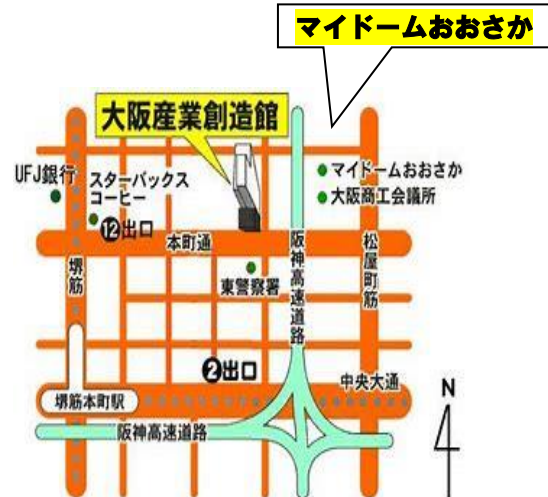 マイドームおおさか
大阪産業創造館
UFJ銀行
スターバックス
コーヒー
⓬出口
マイドームおおさか
大阪商工会議所
本町通
堺筋
東警察署
阪神高速道路
松屋町筋
❷出口
中央大通
堺筋本町駅
阪神高速道路
N